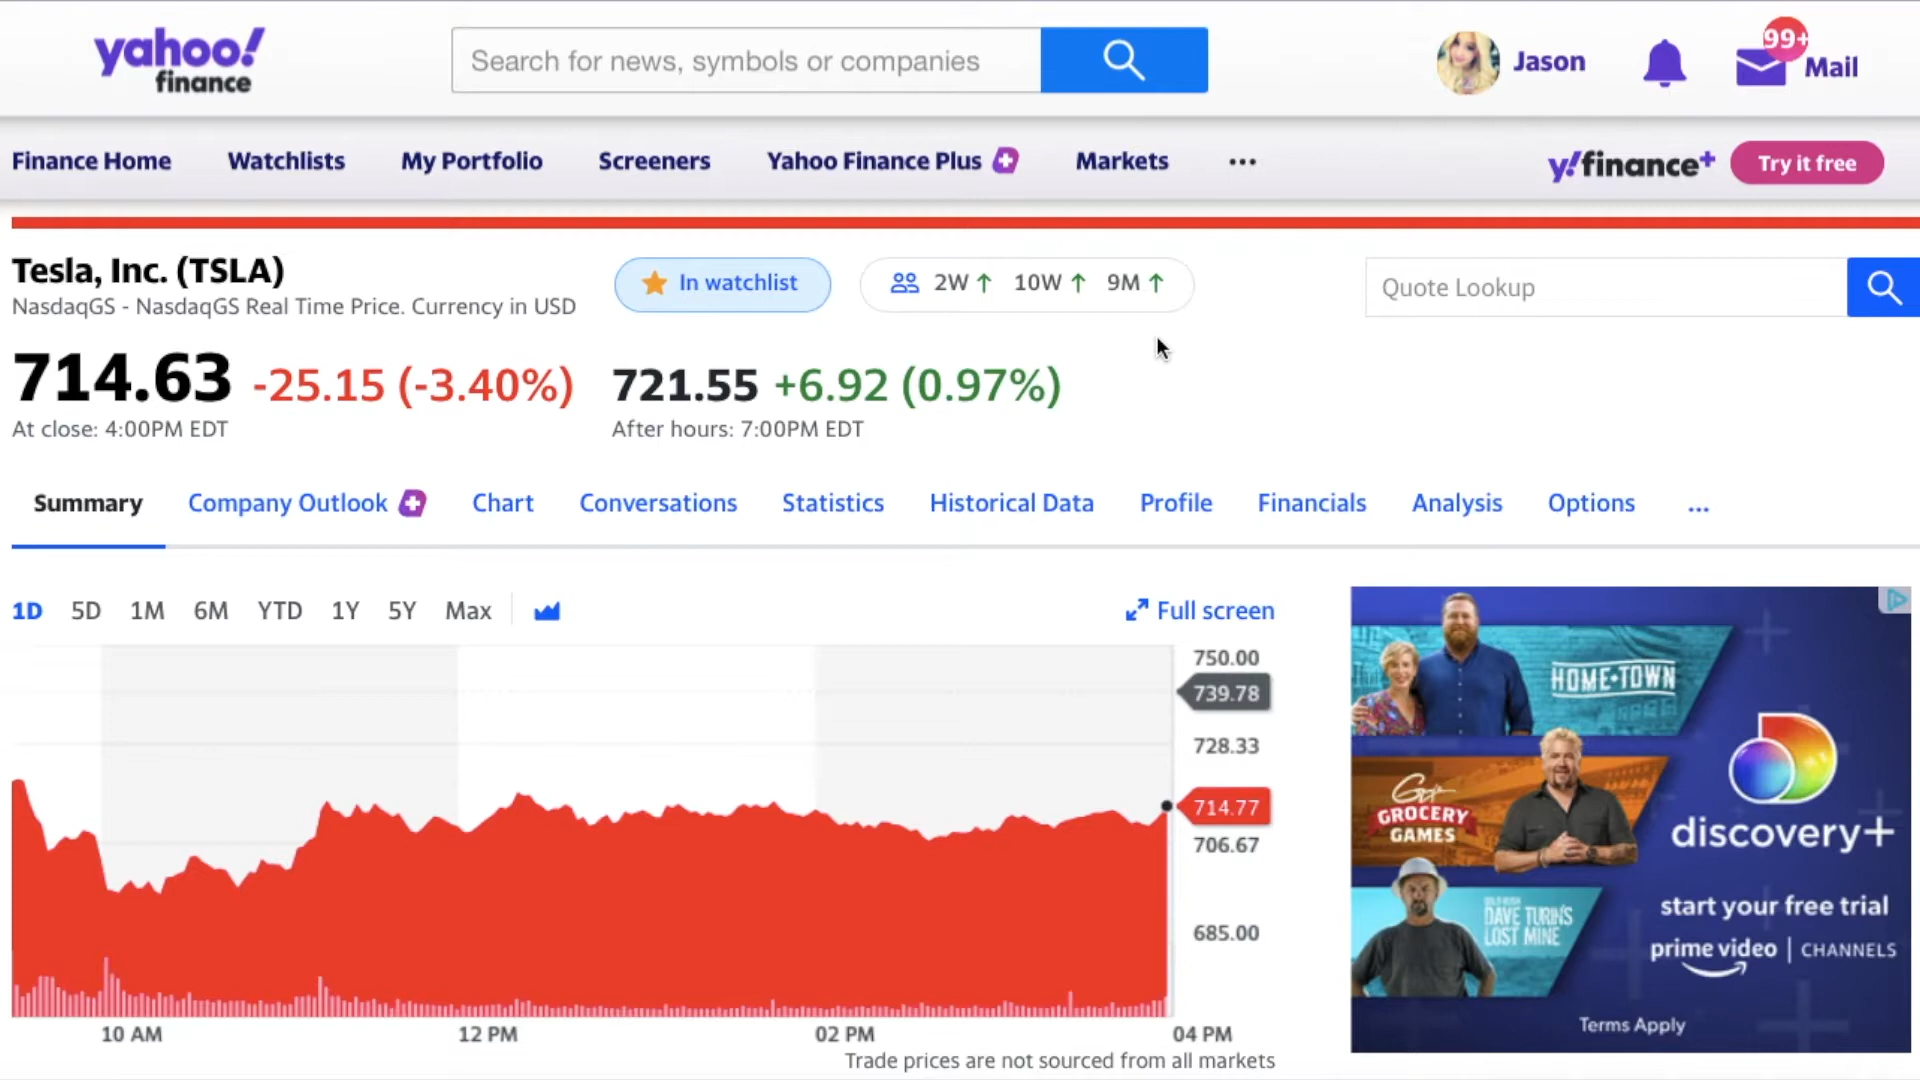 yahoo!
finance
Search for news, symbols or companies
Jason
99+
Mail
Finance Home
Watchlists
My Portfolio
Screeners
Yahoo Finance Plus
Markets
...
y!finance+
Try it free
Tesla, Inc. (TSLA)
NasdaqGS - NasdaqGS Real Time Price. Currency in USD
In watchlist
2W↑ 10W↑ 9M↑
Quote Lookup
714.63 -25.15 (-3.40%)
At close: 4:00PM EDT
721.55 +6.92 (0.97%)
After hours: 7:00PM EDT
Summary
Company Outlook
Chart
Conversations
Statistics
Historical Data
Profile
Financials
Analysis
Options
...
1D 5D 1M 6M YTD 1Y 5Y Max
Full screen
750.00
739.78
728.33
714.77
706.67
685.00
10 AM
12 PM
02 PM
04 PM
Trade prices are not sourced from all markets
HOME•TOWN
Guy's
GROCERY
GAMES
GOLD RUSH
DAVE TURIN'S
LOST MINE
discovery+
start your free trial
prime video | CHANNELS
Terms Apply